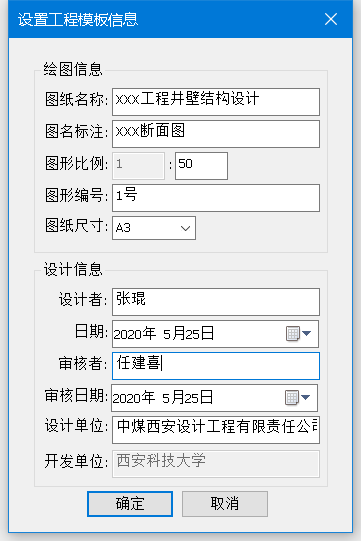 设置工程模板信息
绘图信息
图纸名称: XXX工程井壁结构设计
图名标注: XXX断面图
图形比例: 1 : 50
图形编号: 1号
图纸尺寸: A3
设计信息
设计者: 张琨
日期: 2020年 5月25日
审核者: 任建喜
审核日期: 2020年 5月25日
设计单位: 中煤西安设计工程有限责任公司
开发单位: 西安科技大学
确定 取消